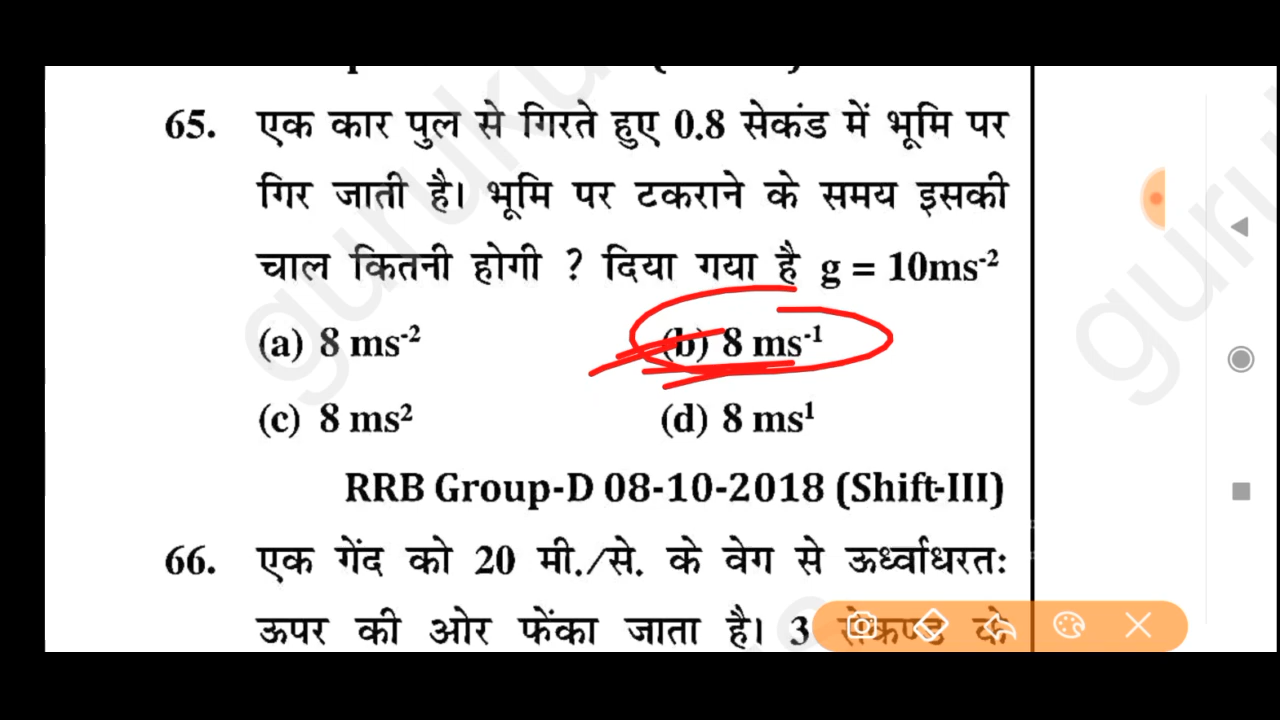 65. एक कार पुल से गिरते हुए 0.8 सेकंड में भूमि पर
गिर जाती है। भूमि पर टकराने के समय इसकी
चाल कितनी होगी ? दिया गया है g = 10ms⁻²
(a) 8 ms⁻² (b) 8 ms⁻¹
(c) 8 ms² (d) 8 ms¹
RRB Group-D 08-10-2018 (Shift-III)
66. एक गेंद को 20 मी./से. के वेग से ऊर्ध्वाधरतः
ऊपर की ओर फेंका जाता है। 3 सेकण्ड के